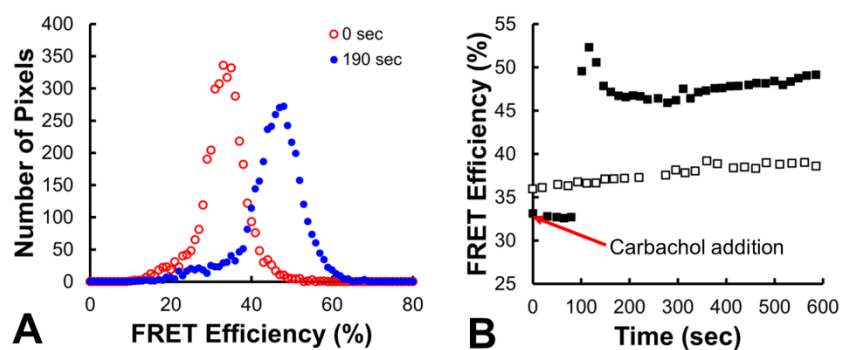 400
350
300
250
200
150
100
50
0
Number of Pixels
0 sec
190 sec
0 20 40 60 80
FRET Efficiency (%)
A
55
50
45
40
35
30
25
FRET Efficiency (%)
Carbachol addition
0 100 200 300 400 500 600
Time (sec)
B